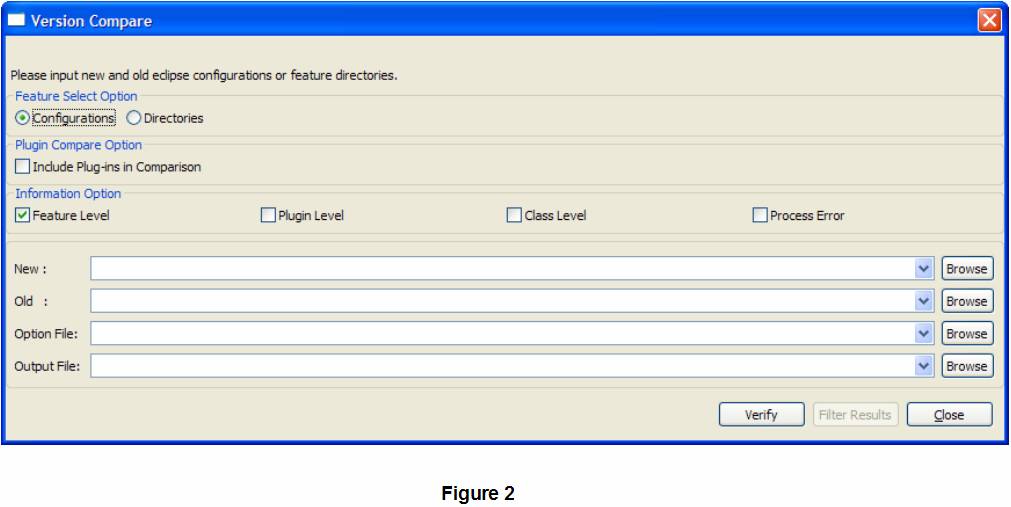 Version Compare
Please input new and old eclipse configurations or feature directories.
Feature Select Option
Configurations Directories
Plugin Compare Option
Include Plug-ins in Comparison
Information Option
Feature Level Plugin Level Class Level Process Error
New : Browse
Old : Browse
Option File: Browse
Output File: Browse
Verify Filter Results Close
Figure 2